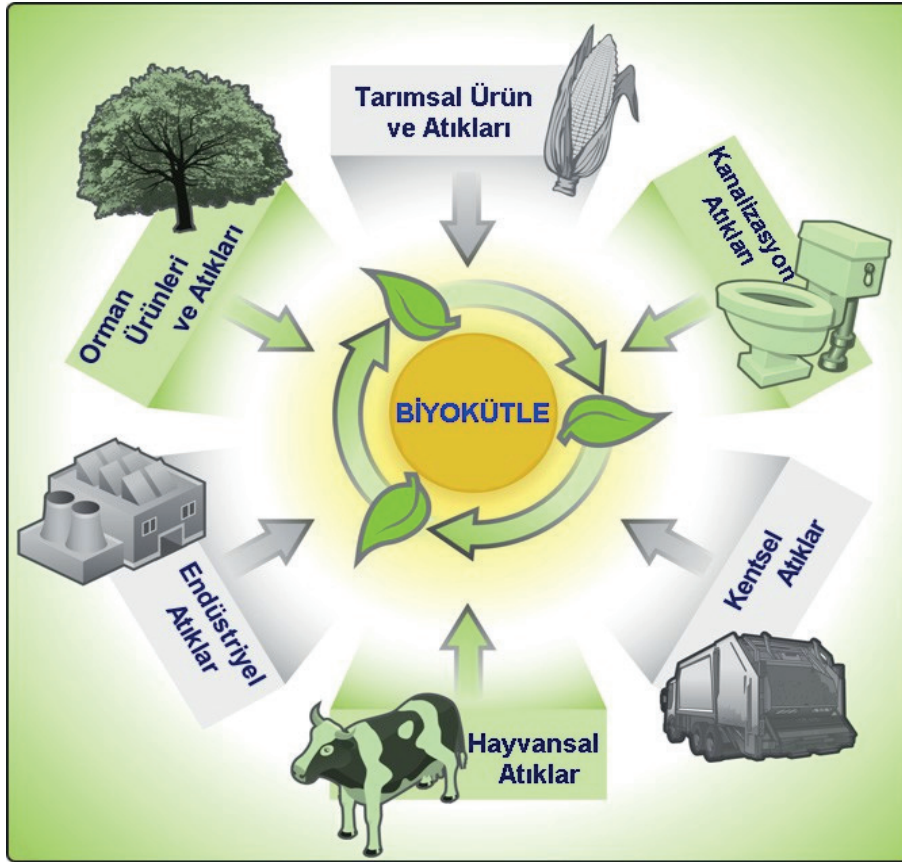 Tarımsal Ürün
ve Atıkları
Kanalizasyon
Atıkları
Orman
Ürünleri
ve Atıkları
BİYOKÜTLE
Endüstriyel
Atıklar
Kentsel
Atıklar
Hayvansal
Atıklar